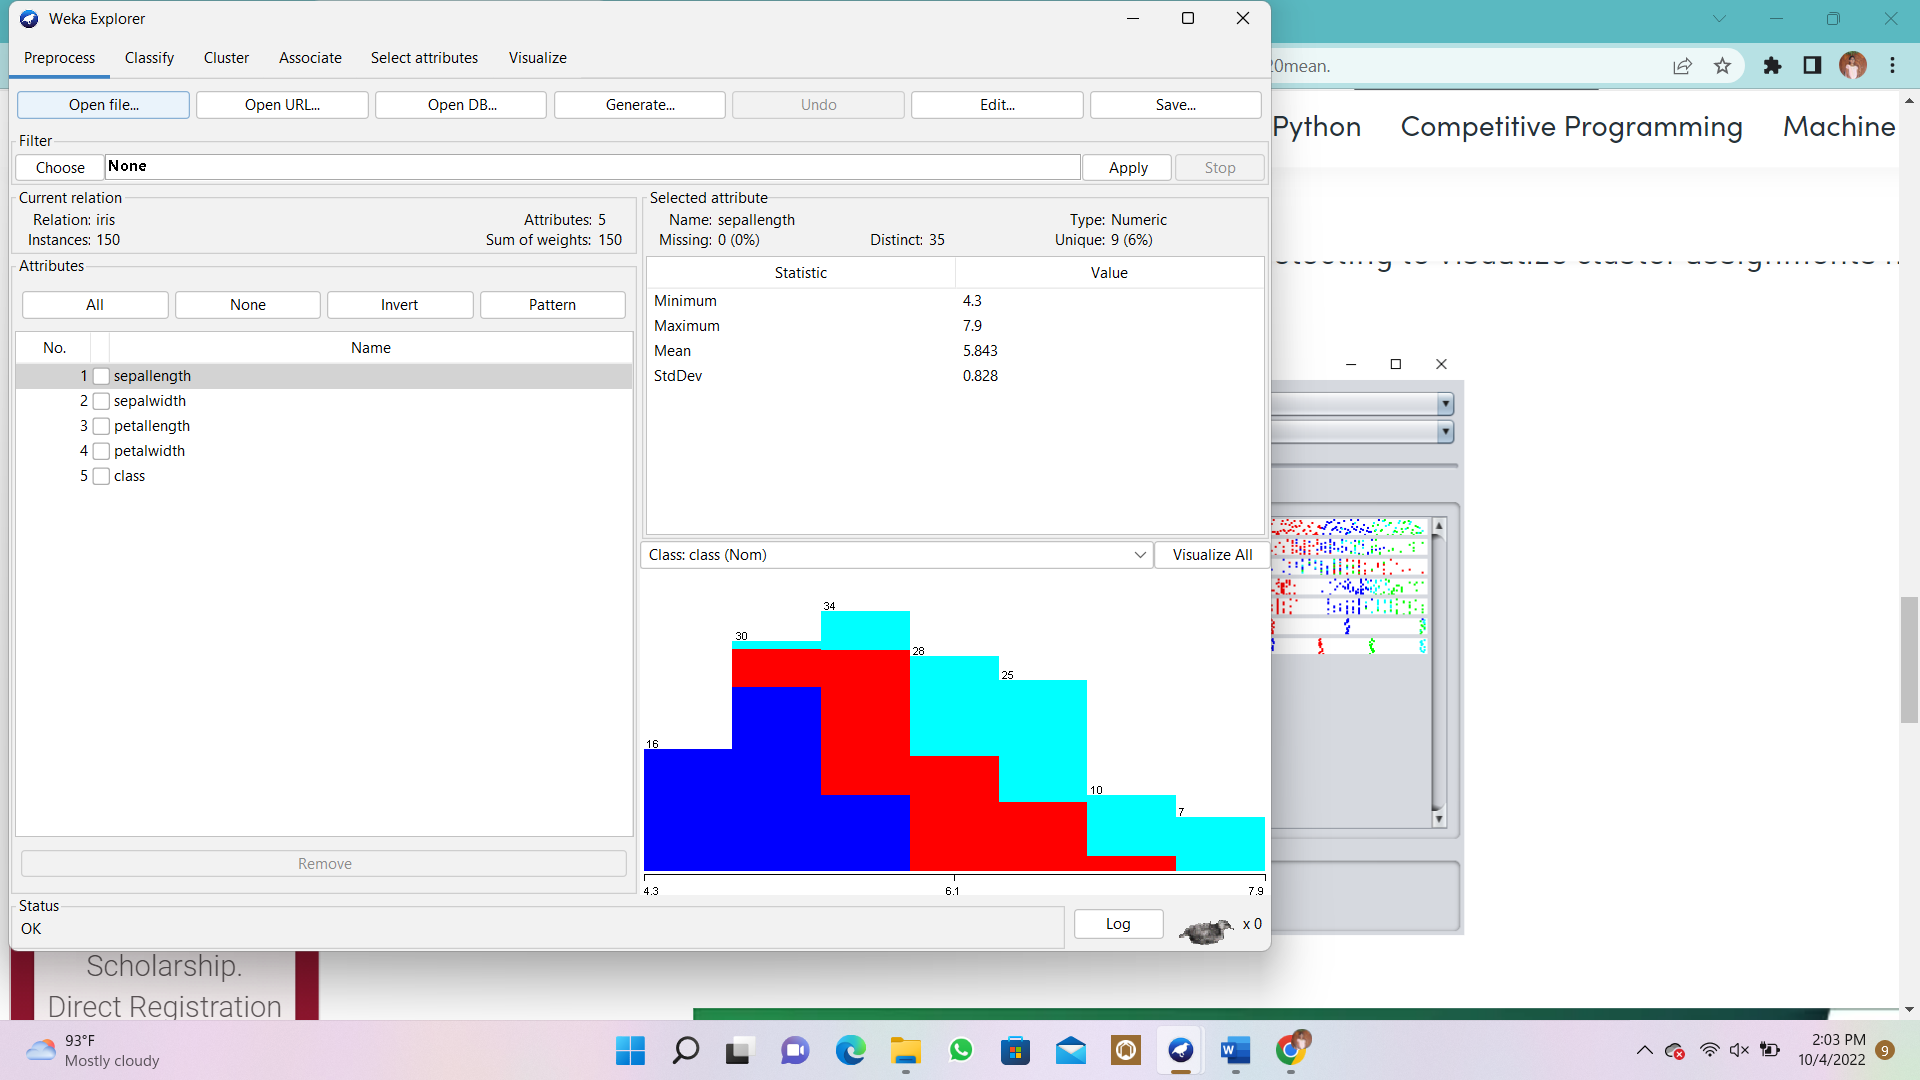 Weka Explorer
Preprocess Classify Cluster Associate Select attributes Visualize
Open file... Open URL... Open DB... Generate... Undo Edit... Save...
Filter
Choose None Apply Stop
Current relation
Relation: iris Attributes: 5
Instances: 150 Sum of weights: 150
Selected attribute
Name: sepallength Type: Numeric
Missing: 0 (0%) Distinct: 35 Unique: 9 (6%)
Attributes
All None Invert Pattern
No. Name
1 sepallength
2 sepalwidth
3 petallength
4 petalwidth
5 class
Remove
Statistic Value
Minimum 4.3
Maximum 7.9
Mean 5.843
StdDev 0.828
Class: class (Nom) Visualize All
16 30 34 28 25 10 7
4.3 6.1 7.9
Status
OK
Log x 0
20mean.
Python Competitive Programming Machine
to visualize cluster assignments
Scholarship.
Direct Registration
93°F
Mostly cloudy
2:03 PM
10/4/2022
9